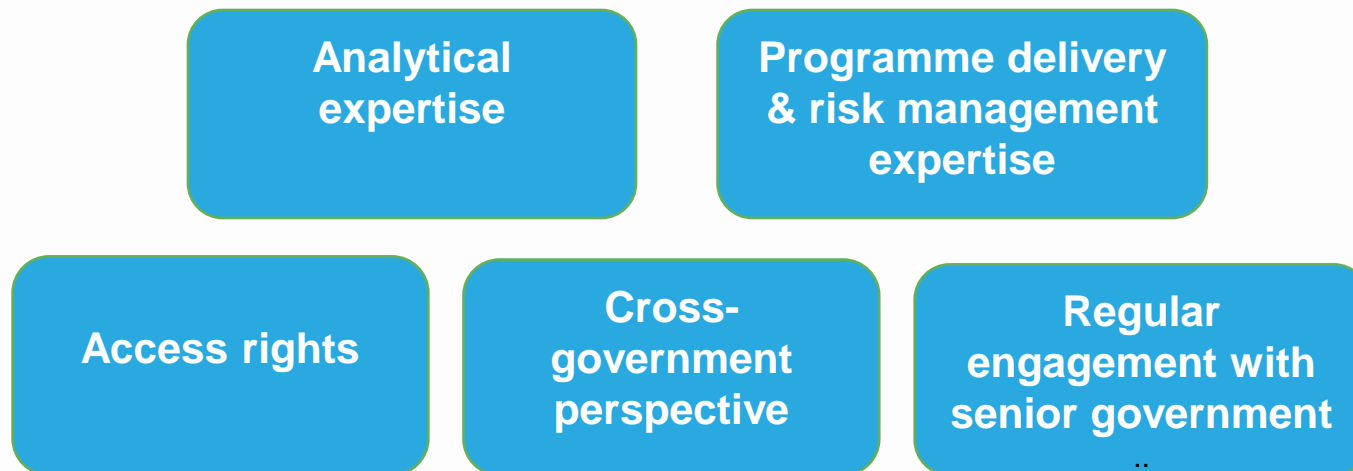 Analytical
expertise
Programme delivery
& risk management
expertise
Access rights
Cross-
government
perspective
Regular
engagement with
senior government